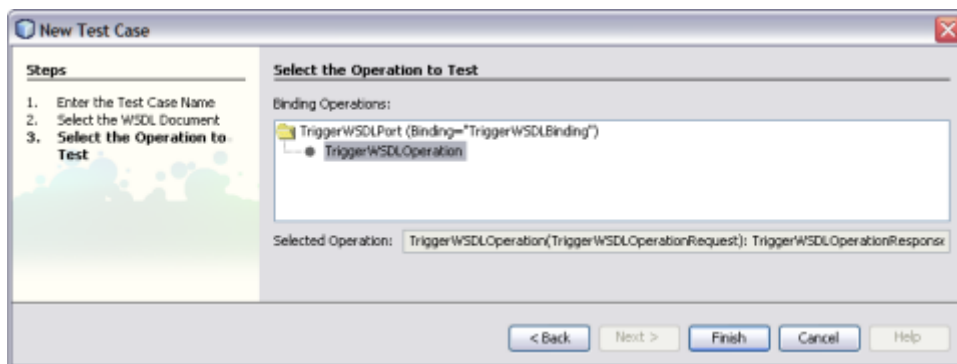 New Test Case
Steps
1. Enter the Test Case Name
2. Select the WSDL Document
3. Select the Operation to
Test
Select the Operation to Test
Binding Operations:
TriggerWSDLPort (Binding="TriggerWSDLBinding")
TriggerWSDLOperation
Selected Operation: TriggerWSDLOperation(TriggerWSDLOperationRequest): TriggerWSDLOperationResponse
< Back Next > Finish Cancel Help